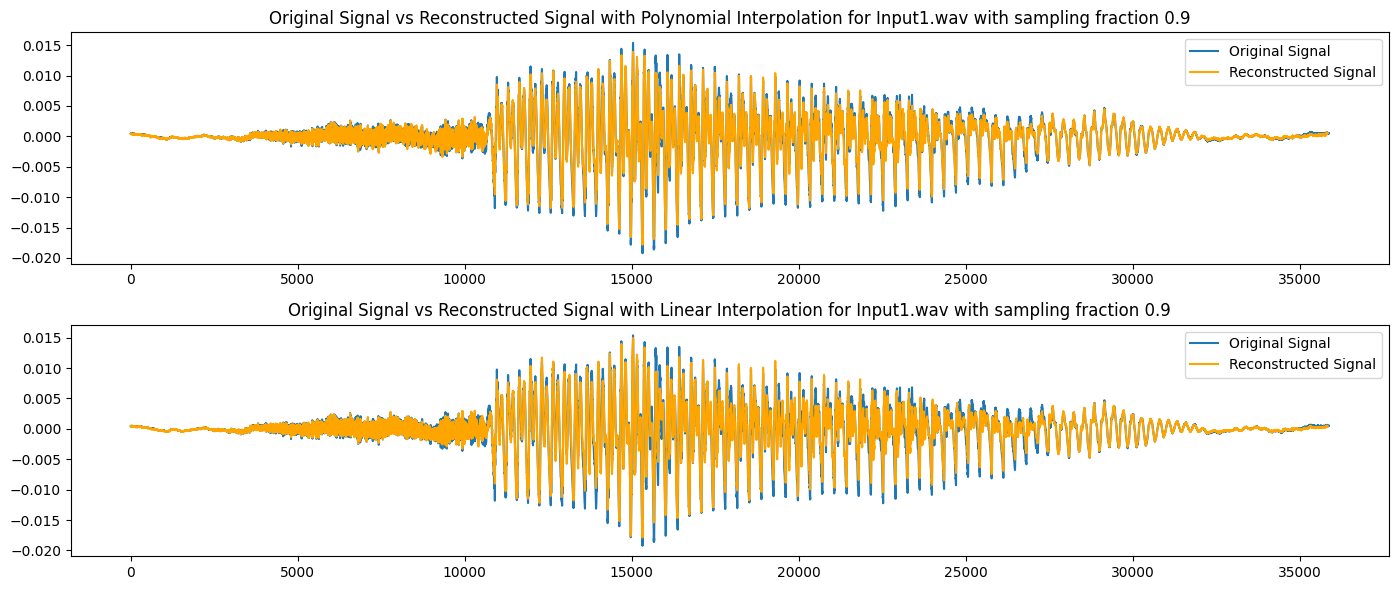 Original Signal vs Reconstructed Signal with Polynomial Interpolation for Input1.wav with sampling fraction 0.9
Original Signal
Reconstructed Signal
0.015
0.010
0.005
0.000
−0.005
−0.010
−0.015
−0.020
0 5000 10000 15000 20000 25000 30000 35000
Original Signal vs Reconstructed Signal with Linear Interpolation for Input1.wav with sampling fraction 0.9
Original Signal
Reconstructed Signal
0.015
0.010
0.005
0.000
−0.005
−0.010
−0.015
−0.020
0 5000 10000 15000 20000 25000 30000 35000